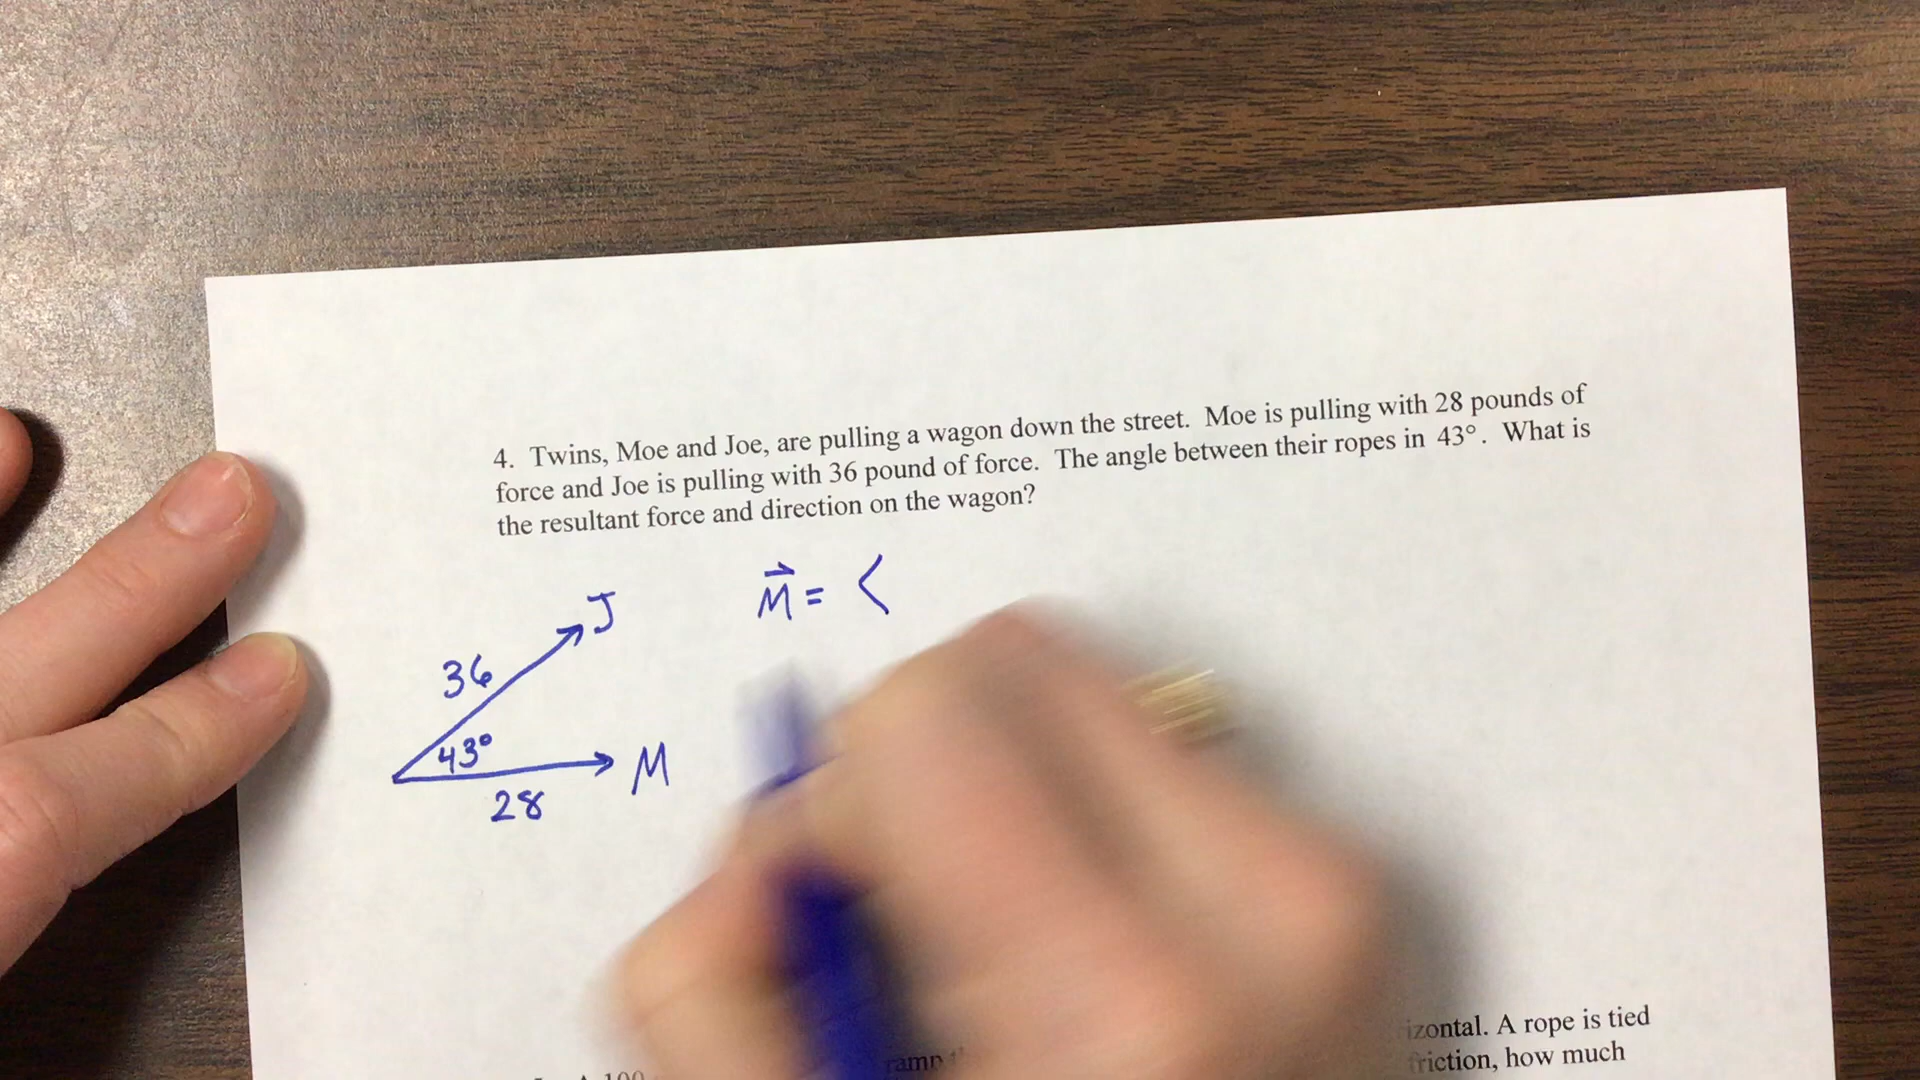 4. Twins, Moe and Joe, are pulling a wagon down the street. Moe is pulling with 28 pounds of
force and Joe is pulling with 36 pound of force. The angle between their ropes in 43°. What is
the resultant force and direction on the wagon?
M⃗ = <
J
36
43°
M
28
izontal. A rope is tied
riction, how much
ramp